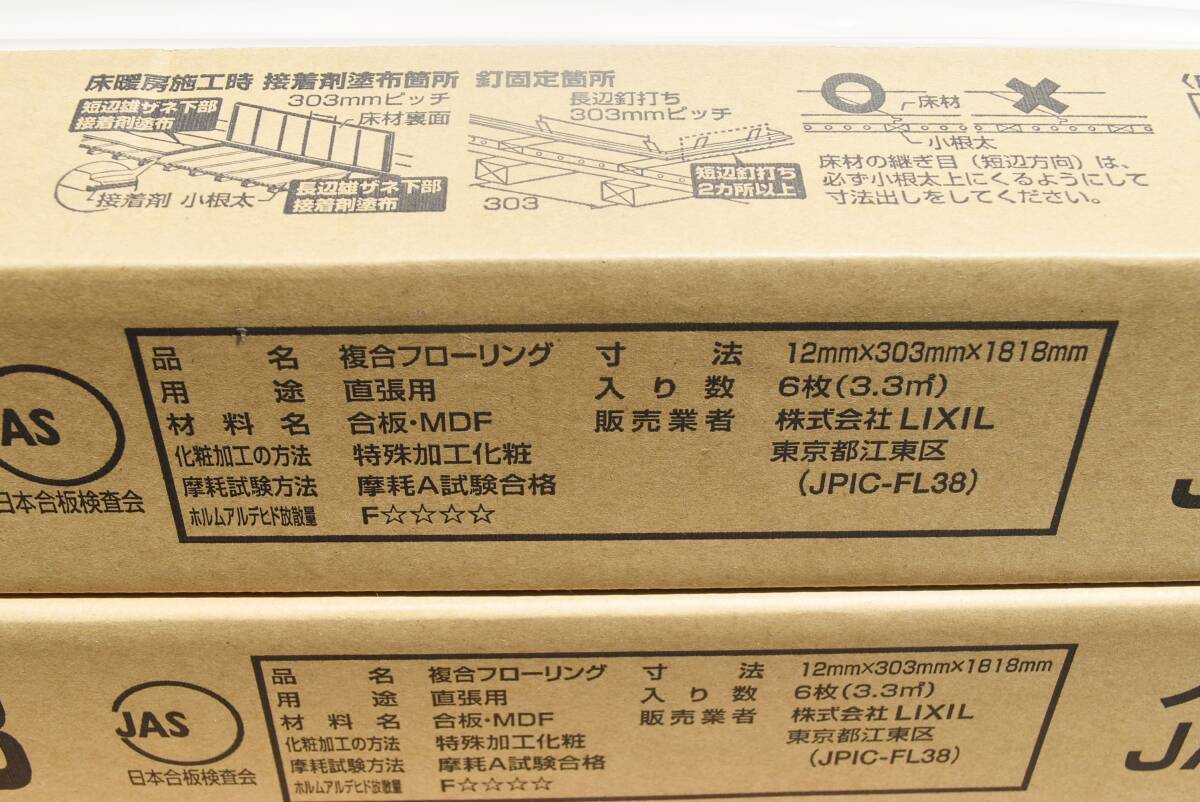 床暖房施工時 接着剤塗布箇所 釘固定箇所
短辺雄ザネ下部
接着剤塗布
303mmピッチ
床材裏面
接着剤 小根太
長辺雄ザネ下部
接着剤塗布
長辺釘打ち
303mmピッチ
短辺釘打ち
2カ所以上
303
床材
小根太
床材の継ぎ目（短辺方向）は、
必ず小根太上にくるようにして
寸法出しをしてください。
JAS
日本合板検査会
品名 複合フローリング 寸法 12mm×303mm×1818mm
用途 直張用 入り数 6枚(3.3㎡)
材料名 合板・MDF 販売業者 株式会社 LIXIL
化粧加工の方法 特殊加工化粧 東京都江東区
摩耗試験方法 摩耗A試験合格 (JPIC-FL38)
ホルムアルデヒド放散量 F☆☆☆☆
JAS
日本合板検査会
品名 複合フローリング 寸法 12mm×303mm×1818mm
用途 直張用 入り数 6枚(3.3㎡)
材料名 合板・MDF 販売業者 株式会社 LIXIL
化粧加工の方法 特殊加工化粧 東京都江東区
摩耗試験方法 摩耗A試験合格 (JPIC-FL38)
ホルムアルデヒド放散量 F☆☆☆☆